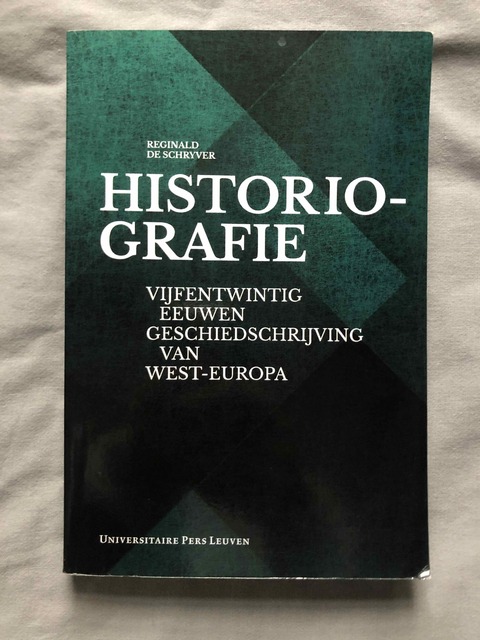 REGINALD
DE SCHRYVER
HISTORIO-
GRAFIE
VIJFENTWINTIG
EEUWEN
GESCHIEDSCHRIJVING
VAN
WEST-EUROPA
UNIVERSITAIRE PERS LEUVEN